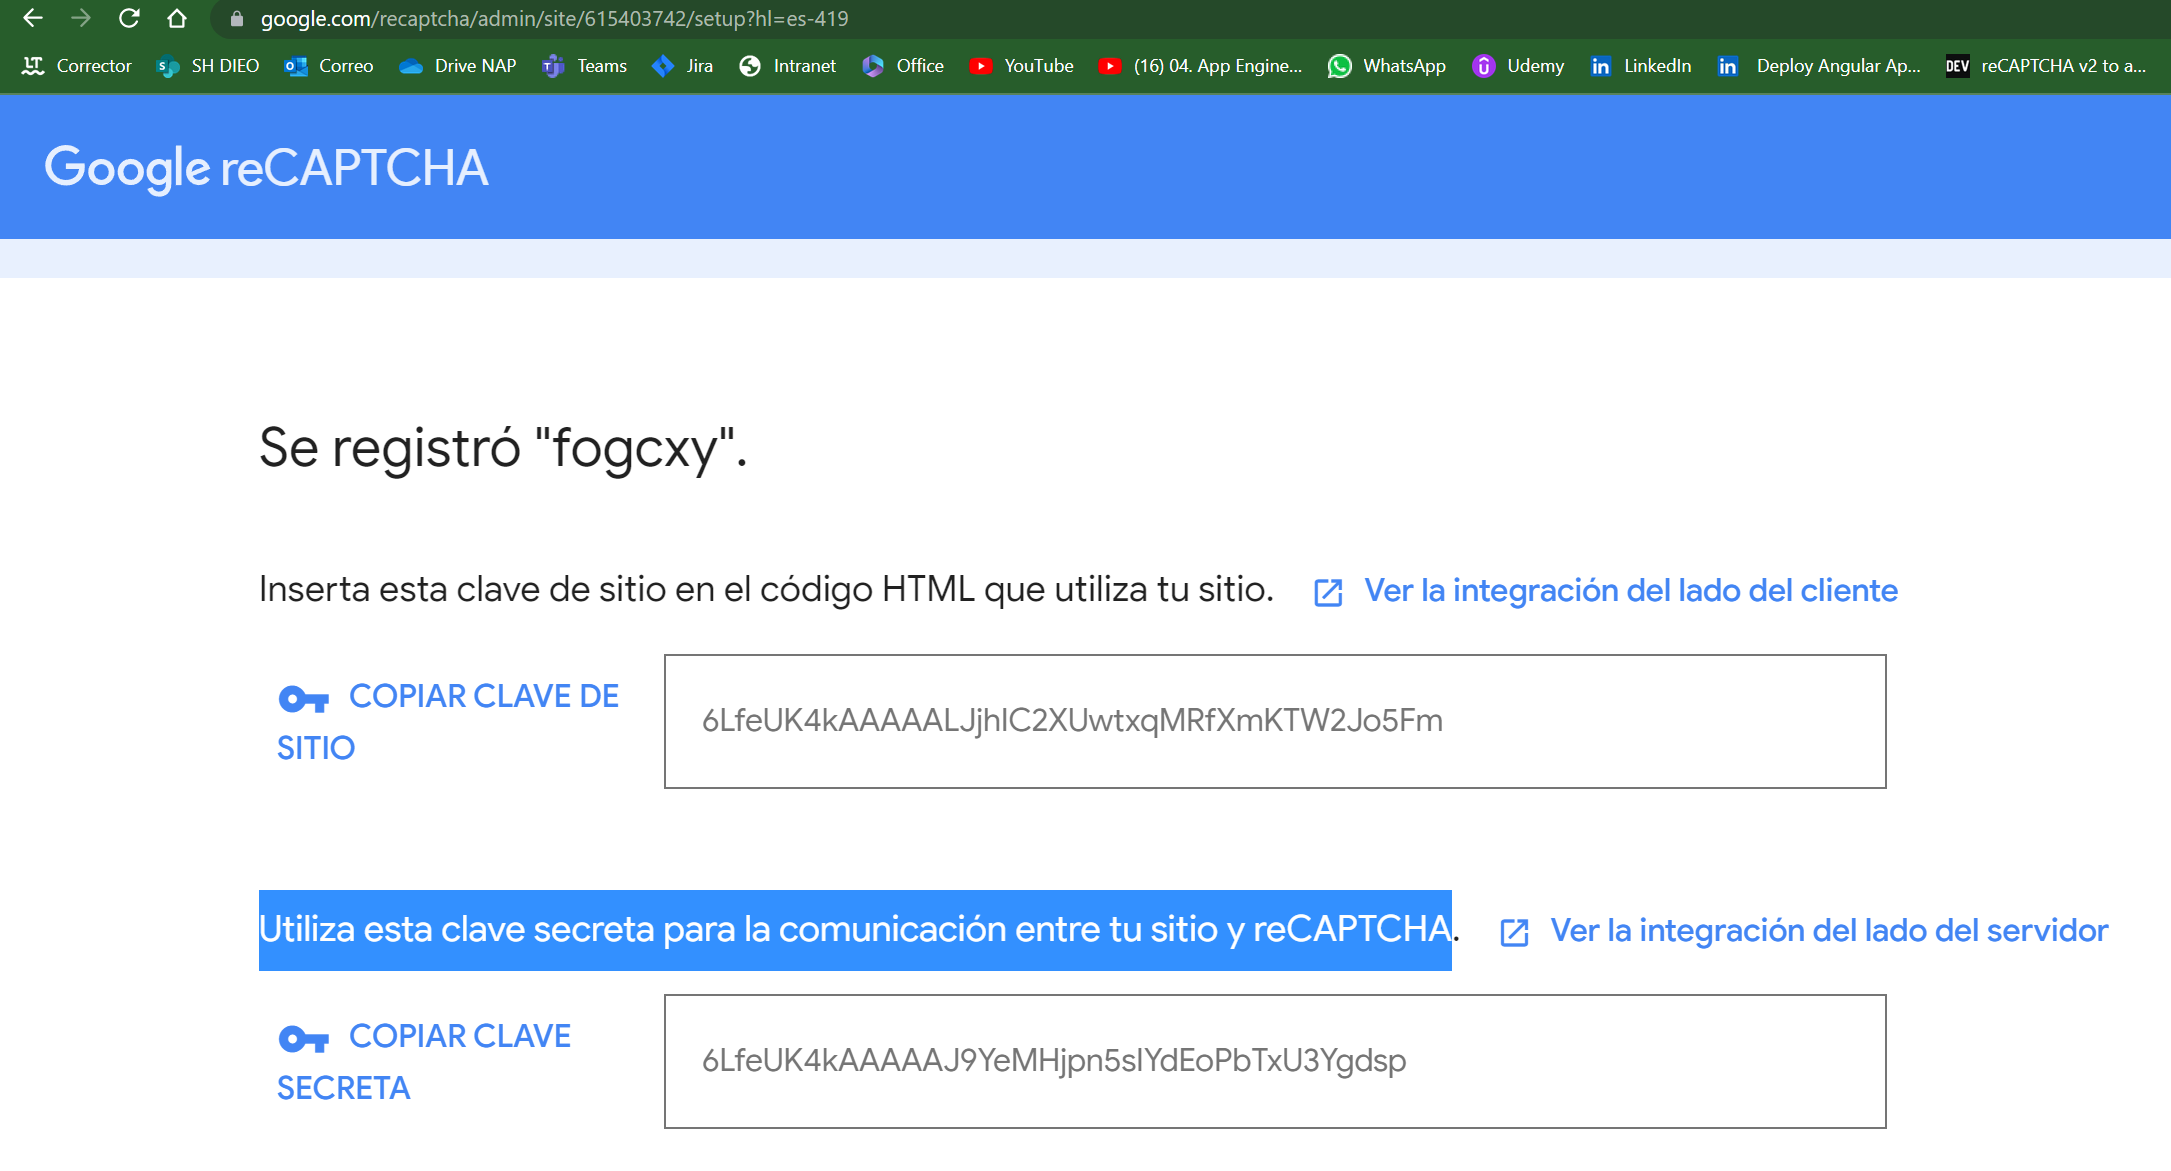 google.com/recaptcha/admin/site/615403742/setup?hl=es-419
Corrector SH DIEO Correo Drive NAP Teams Jira Intranet Office YouTube (16) 04. App Engine... WhatsApp Udemy LinkedIn Deploy Angular Ap... DEV reCAPTCHA v2 to a...
Google reCAPTCHA
Se registró "fogcxy".
Inserta esta clave de sitio en el código HTML que utiliza tu sitio. Ver la integración del lado del cliente
COPIAR CLAVE DE
SITIO
6LfeUK4kAAAAALJjhIC2XUwtxqMRfXmKTW2Jo5Fm
Utiliza esta clave secreta para la comunicación entre tu sitio y reCAPTCHA. Ver la integración del lado del servidor
COPIAR CLAVE
SECRETA
6LfeUK4kAAAAAJ9YeMHjpn5sIYdEoPbTxU3Ygdsp